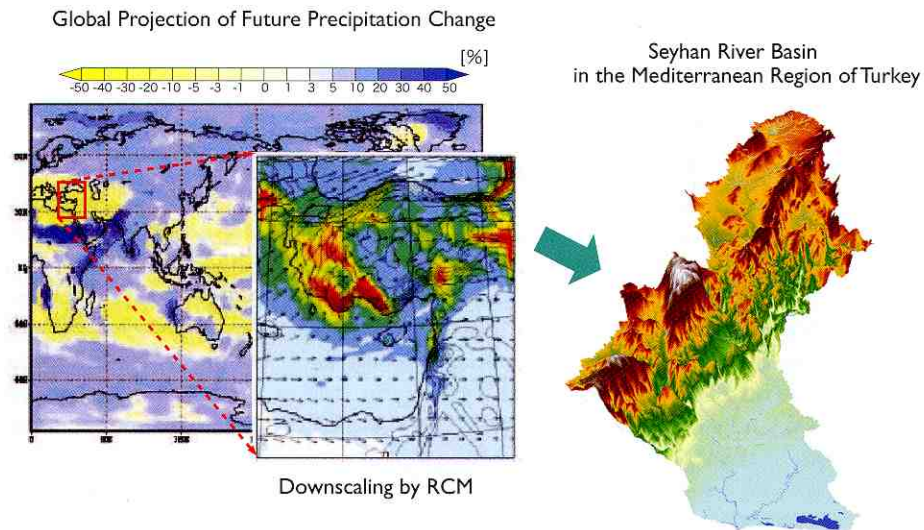 Global Projection of Future Precipitation Change
[%]
-50 -40 -30 -20 -10 -5 -3 -1 0 1 3 5 10 20 30 40 50
Seyhan River Basin
in the Mediterranean Region of Turkey
0
Downscaling by RCM